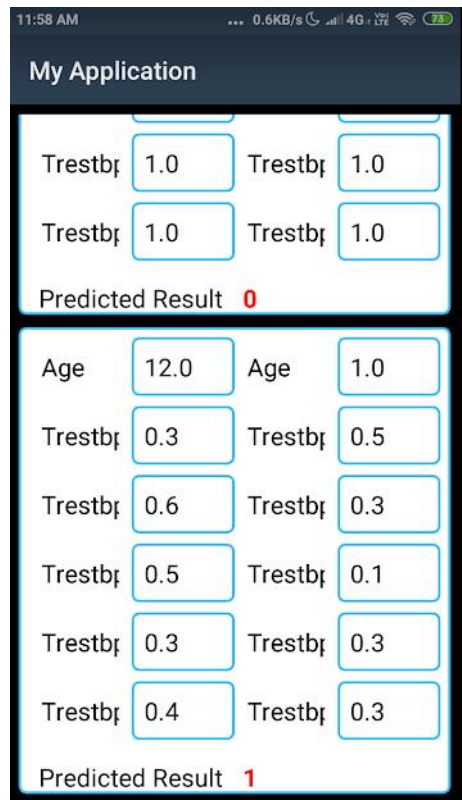 11:58 AM ... 0.6KB/s 4G VoLTE 73
My Application
Trestbp 1.0 Trestbp 1.0
Trestbp 1.0 Trestbp 1.0
Predicted Result 0
Age 12.0 Age 1.0
Trestbp 0.3 Trestbp 0.5
Trestbp 0.6 Trestbp 0.3
Trestbp 0.5 Trestbp 0.1
Trestbp 0.3 Trestbp 0.3
Trestbp 0.4 Trestbp 0.3
Predicted Result 1